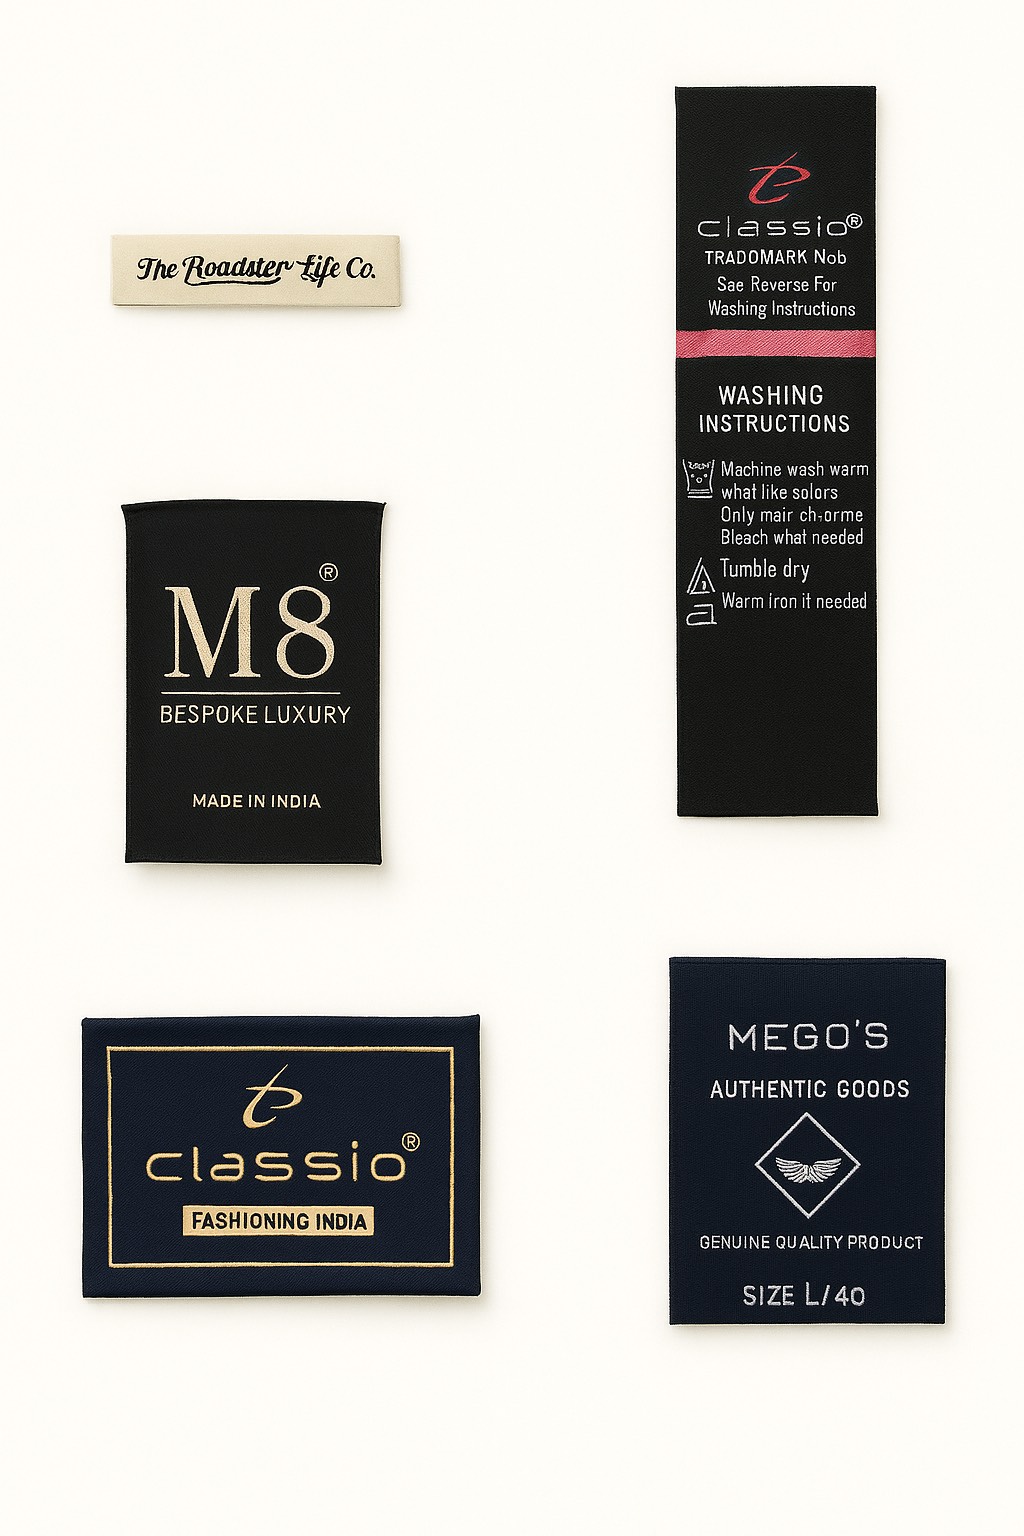 The Roadster Life Co.
M8®
BESPOKE LUXURY
MADE IN INDIA
classio®
FASHIONING INDIA
classio®
TRADOMARK Nob
Sae Reverse For
Washing Instructions
WASHING
INSTRUCTIONS
Machine wash warm
what like solors
Only mair ch-orme
Bleach what needed
Tumble dry
Warm iron it needed
MEGO'S
AUTHENTIC GOODS
GENUINE QUALITY PRODUCT
SIZE L/40